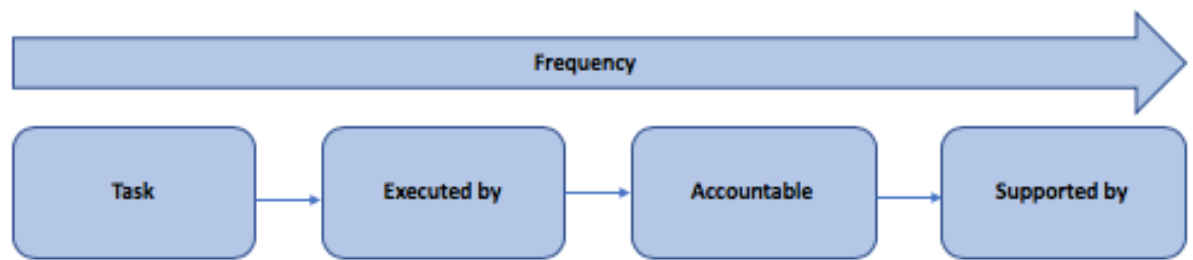 Frequency
Task
Executed by
Accountable
Supported by